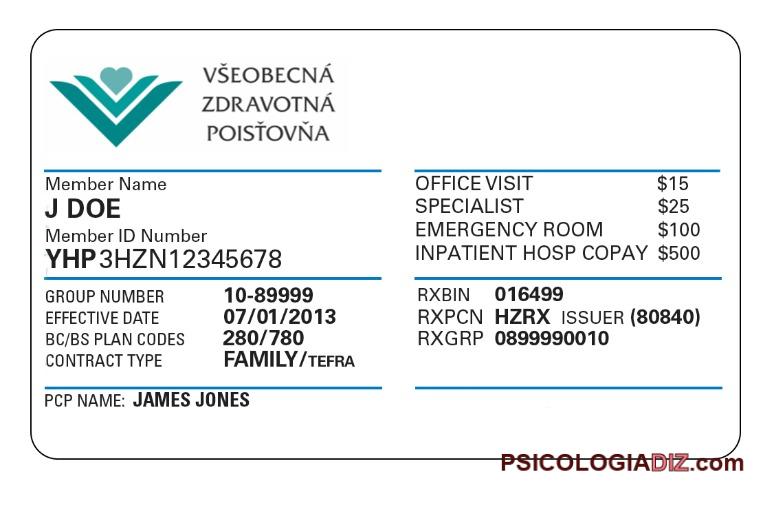 VŠEOBECNÁ
ZDRAVOTNÁ
POISŤOVŇA
Member Name
J DOE
Member ID Number
YHP3HZN12345678
OFFICE VISIT $15
SPECIALIST $25
EMERGENCY ROOM $100
INPATIENT HOSP COPAY $500
GROUP NUMBER 10-89999
EFFECTIVE DATE 07/01/2013
BC/BS PLAN CODES 280/780
CONTRACT TYPE FAMILY/TEFRA
RXBIN 016499
RXPCN HZRX ISSUER (80840)
RXGRP 0899990010
PCP NAME: JAMES JONES
PSICOLOGIADIZ.com